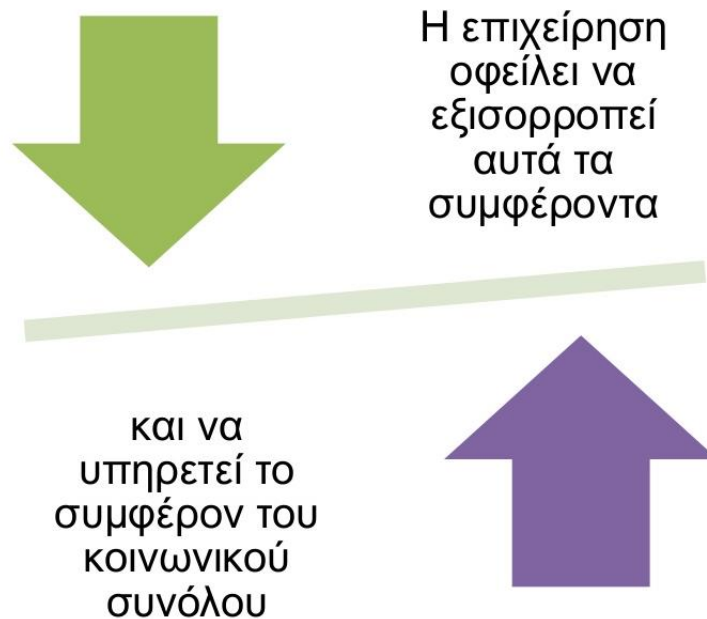 Η επιχείρηση
οφείλει να
εξισορροπεί
αυτά τα
συμφέροντα
και να
υπηρετεί το
συμφέρον του
κοινωνικού
συνόλου